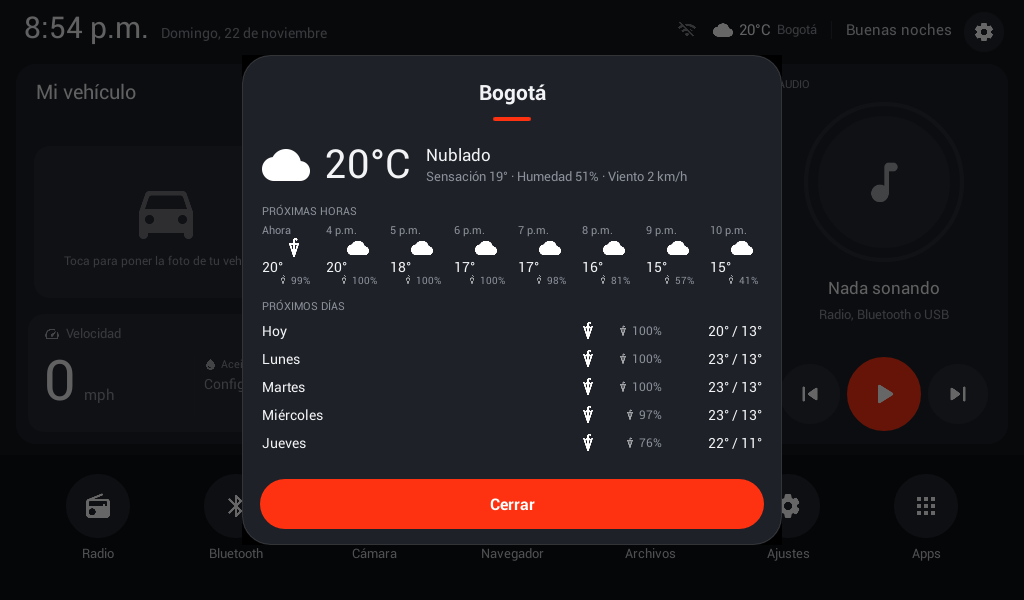 8:54 p.m. Domingo, 22 de noviembre
20°C Bogotá
Buenas noches
Mi vehículo
Toca para poner la foto de tu veh
Velocidad
0 mph
Acei
Config
Bogotá
20°C
Nublado
Sensación 19° · Humedad 51% · Viento 2 km/h
PRÓXIMAS HORAS
Ahora 4 p.m. 5 p.m. 6 p.m. 7 p.m. 8 p.m. 9 p.m. 10 p.m.
20° 20° 18° 17° 17° 16° 15° 15°
99% 100% 100% 100% 98% 81% 57% 41%
PRÓXIMOS DÍAS
Hoy 100% 20° / 13°
Lunes 100% 23° / 13°
Martes 100% 23° / 13°
Miércoles 97% 23° / 13°
Jueves 76% 22° / 11°
Cerrar
AUDIO
Nada sonando
Radio, Bluetooth o USB
Radio Bluetooth Cámara Navegador Archivos Ajustes Apps